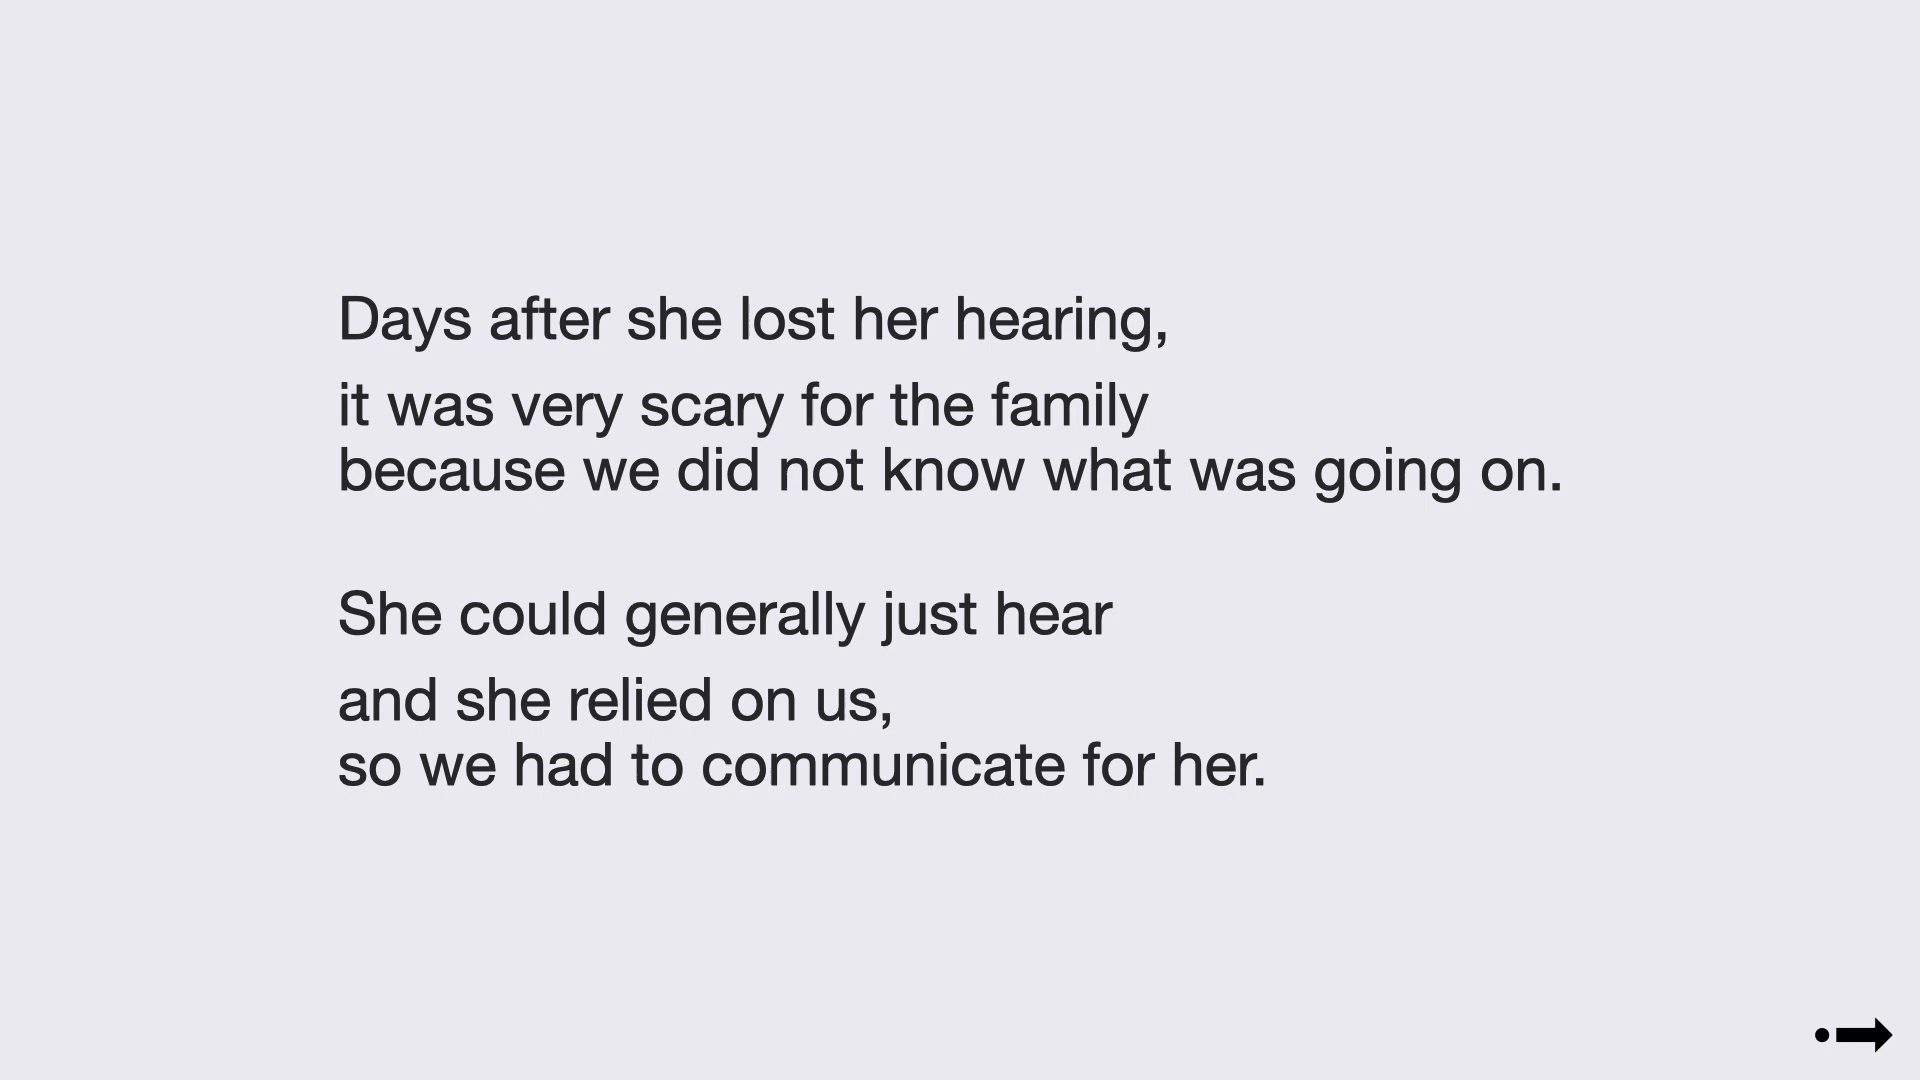 Days after she lost her hearing,
it was very scary for the family
because we did not know what was going on.
She could generally just hear
and she relied on us,
so we had to communicate for her.